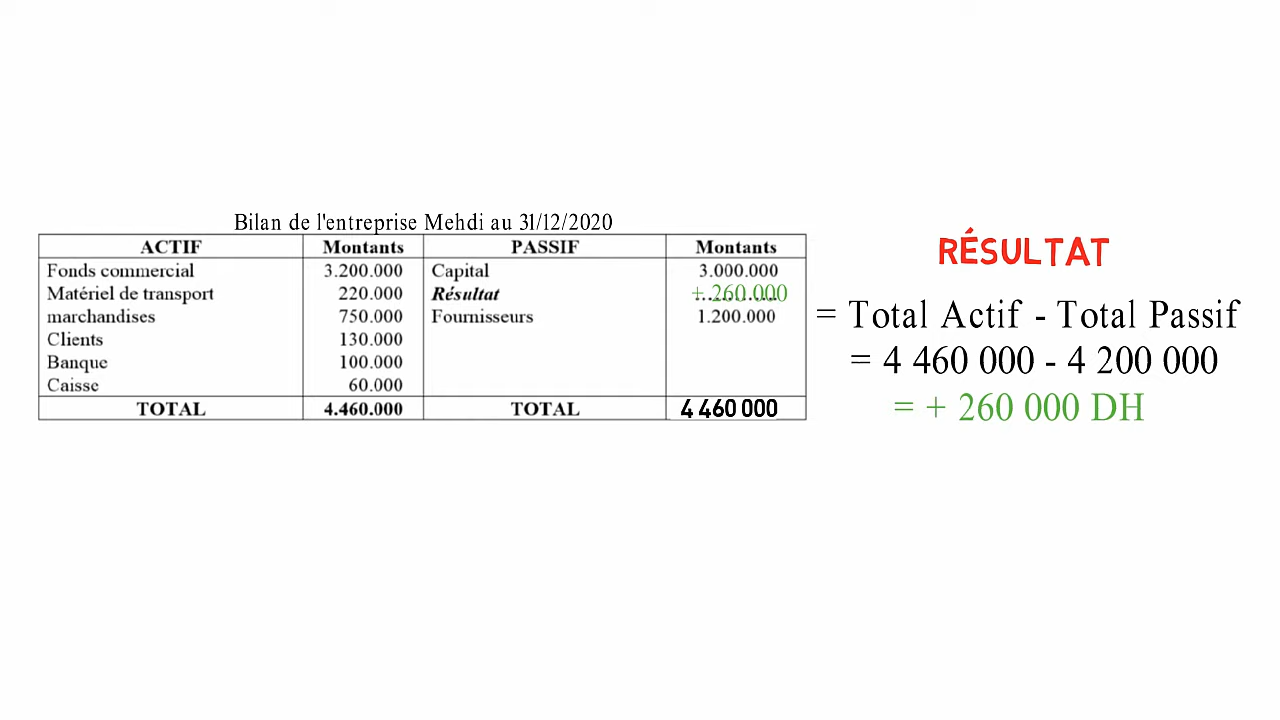 Bilan de l'entreprise Mehdi au 31/12/2020
ACTIF Montants PASSIF Montants
Fonds commercial 3.200.000 Capital 3.000.000
Matériel de transport 220.000 Résultat + 260.000
marchandises 750.000 Fournisseurs 1.200.000
Clients 130.000
Banque 100.000
Caisse 60.000
TOTAL 4.460.000 TOTAL 4 460 000
RÉSULTAT
= Total Actif - Total Passif
= 4 460 000 - 4 200 000
= + 260 000 DH